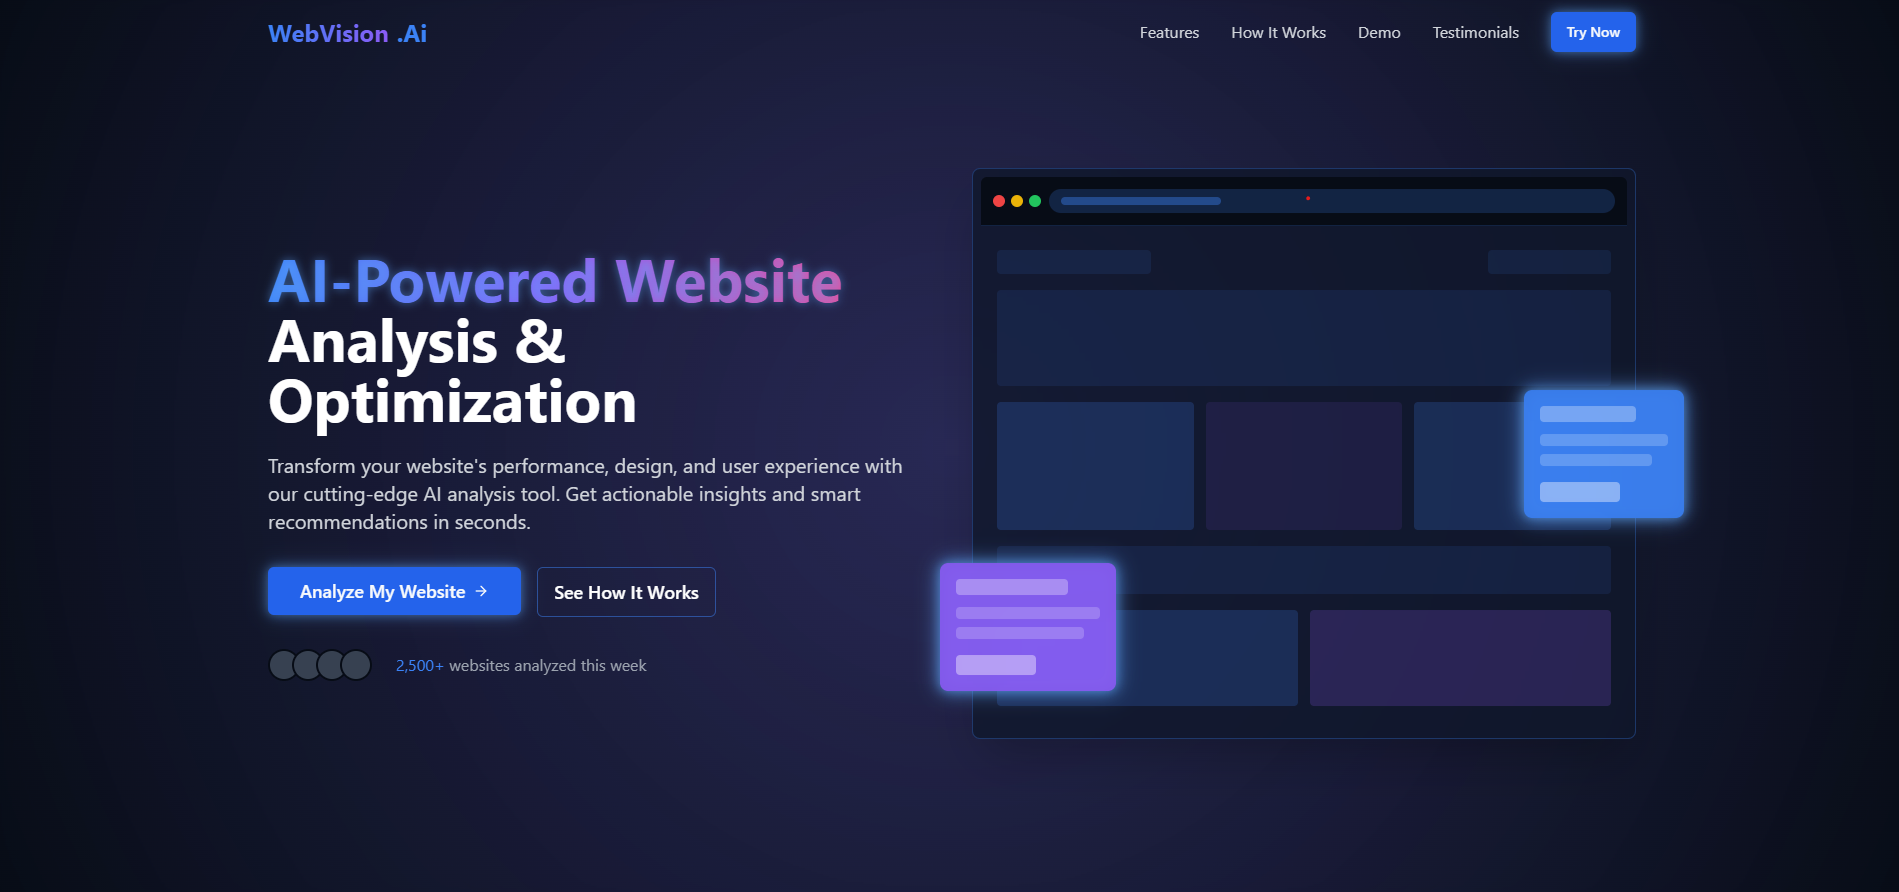 WebVision .Ai
Features
How It Works
Demo
Testimonials
Try Now
AI-Powered Website
Analysis &
Optimization
Transform your website's performance, design, and user experience with
our cutting-edge AI analysis tool. Get actionable insights and smart
recommendations in seconds.
Analyze My Website →
See How It Works
2,500+ websites analyzed this week